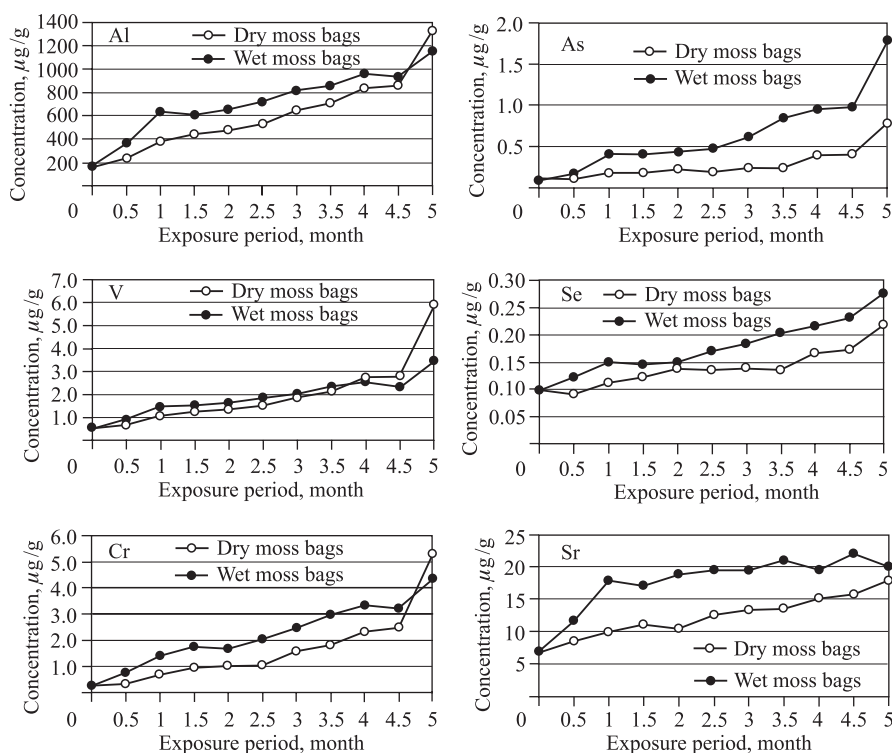 1400
1200
1000
800
600
400
200
0
Concentration, µg/g
Al
Dry moss bags
Wet moss bags
0.5 1 1.5 2 2.5 3 3.5 4 4.5 5
Exposure period, month
2.0
1.5
1.0
0.5
0
Concentration, µg/g
As
Dry moss bags
Wet moss bags
0.5 1 1.5 2 2.5 3 3.5 4 4.5 5
Exposure period, month
7.0
6.0
5.0
4.0
3.0
2.0
1.0
0
Concentration, µg/g
V
Dry moss bags
Wet moss bags
0.5 1 1.5 2 2.5 3 3.5 4 4.5 5
Exposure period, month
0.30
0.25
0.20
0.15
0.10
0.05
0
Concentration, µg/g
Se
Dry moss bags
Wet moss bags
0.5 1 1.5 2 2.5 3 3.5 4 4.5 5
Exposure period, month
6.0
5.0
4.0
3.0
2.0
1.0
0
Concentration, µg/g
Cr
Dry moss bags
Wet moss bags
0.5 1 1.5 2 2.5 3 3.5 4 4.5 5
Exposure period, month
25
20
15
10
5
0
Concentration, µg/g
Sr
Dry moss bags
Wet moss bags
0.5 1 1.5 2 2.5 3 3.5 4 4.5 5
Exposure period, month